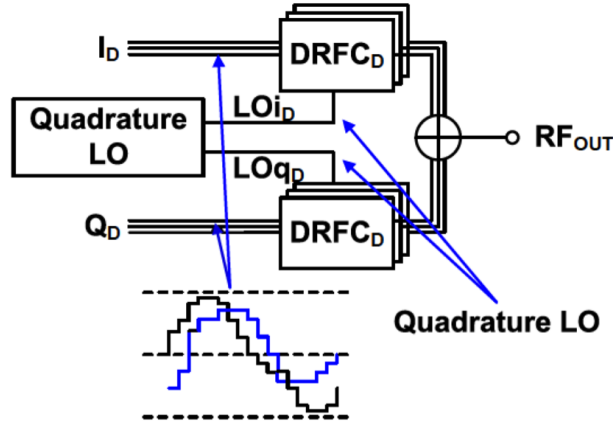 I_D
DRFC_D
LOi_D
Quadrature
LO
RF_OUT
LOq_D
Q_D
DRFC_D
Quadrature LO